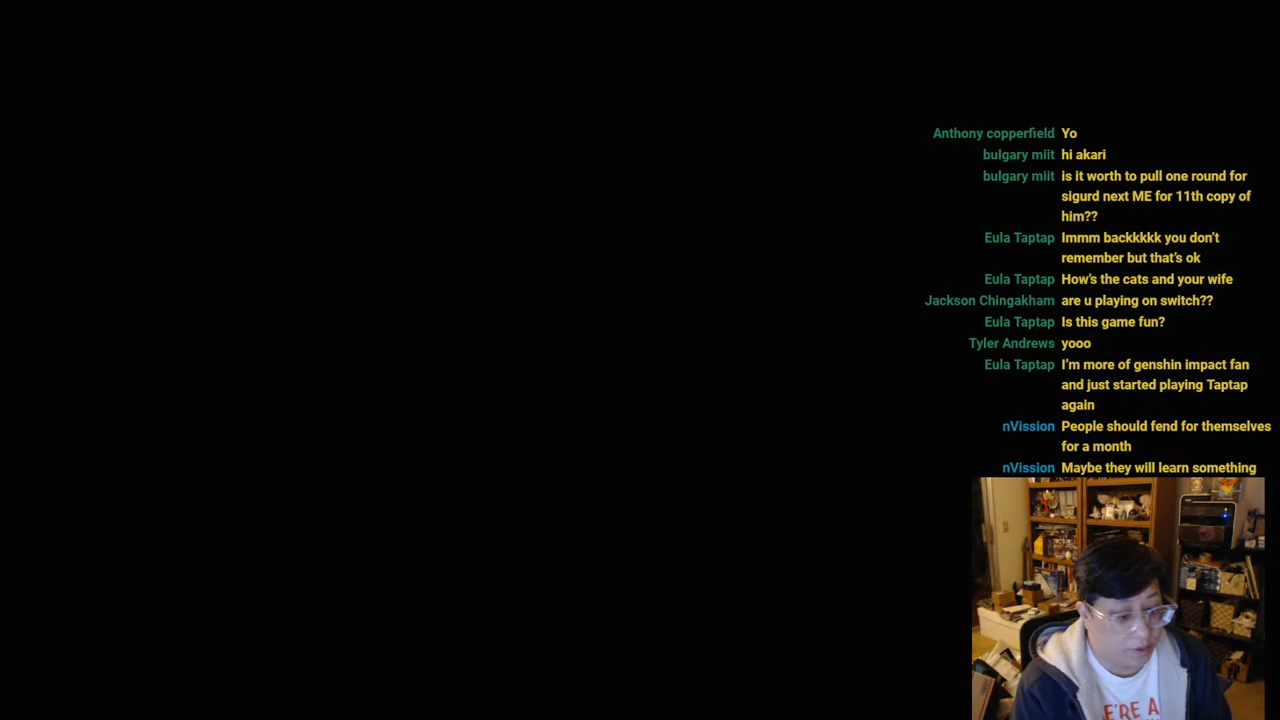 Anthony copperfield Yo
bulgary miit hi akari
bulgary miit is it worth to pull one round for
sigurd next ME for 11th copy of
him??
Eula Taptap Immm backkkkk you don't
remember but that's ok
Eula Taptap How's the cats and your wife
Jackson Chingakham are u playing on switch??
Eula Taptap Is this game fun?
Tyler Andrews yooo
Eula Taptap I'm more of genshin impact fan
and just started playing Taptap
again
nVission People should fend for themselves
for a month
nVission Maybe they will learn something
E'RE A